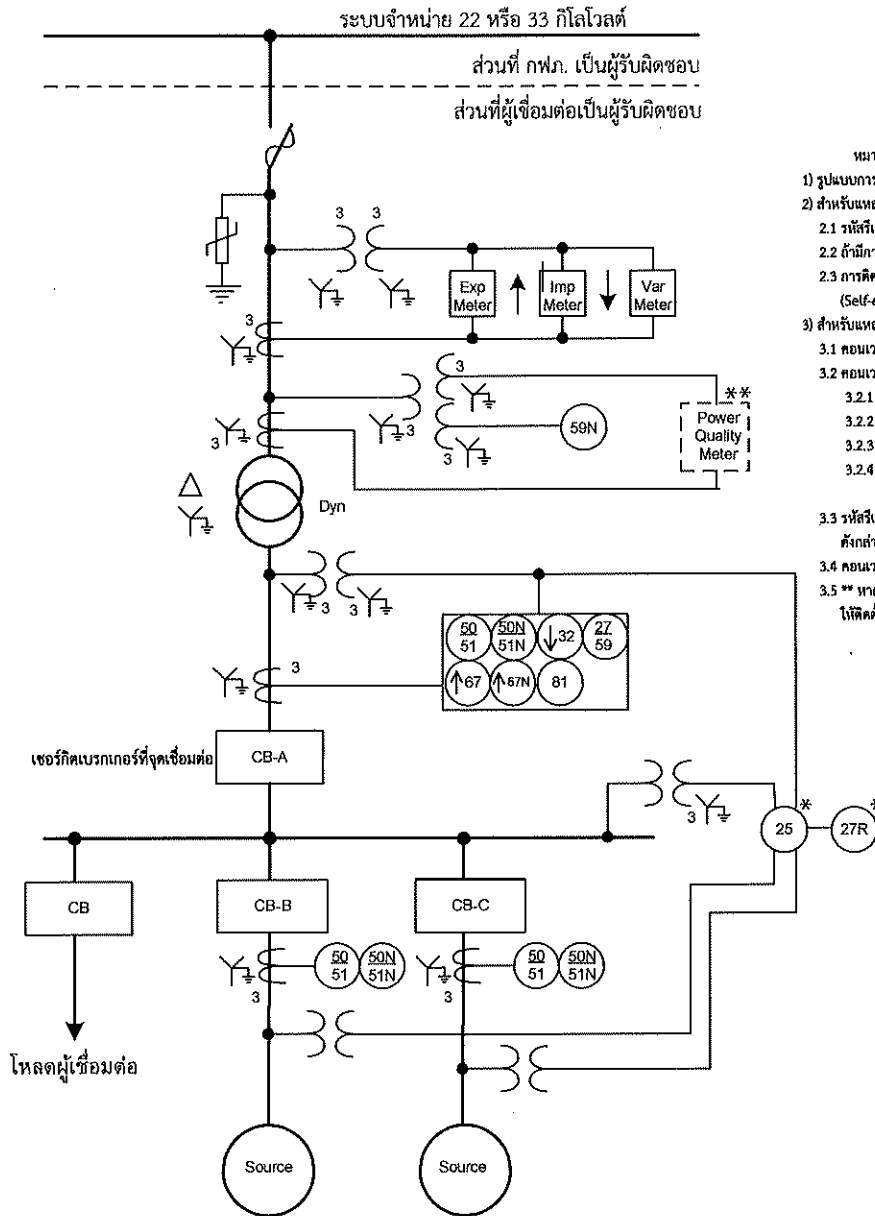 ระบบจำหน่าย 22 หรือ 33 กิโลโวลต์
ส่วนที่ กฟภ. เป็นผู้รับผิดชอบ
ส่วนที่ผู้เชื่อมต่อเป็นผู้รับผิดชอบ
หมา
1) รูปแบบการ
2) สำหรับแหล
2.1 รหัสรีเ
2.2 ถ้ามีกา
2.3 การติด
(Self-e
3) สำหรับแหล
3.1 คอนเว
3.2 คอนเว
3.2.1
3.2.2
3.2.3
3.2.4
3.3 รหัสรีเ
ดังกล่า
3.4 คอนเว
3.5 ** หาก
ให้ติดตั้
3 3
Exp Meter
Imp Meter
Var Meter
3
3
59N
**
Power Quality Meter
3
3
3
Dyn
3 3
50 51
50N 51N
32
27 59
67
67N
81
3
เซอร์กิตเบรกเกอร์ที่จุดเชื่อมต่อ
CB-A
3
25
*
27R
*
CB
CB-B
CB-C
3
50 51
50N 51N
3
50 51
50N 51N
โหลดผู้เชื่อมต่อ
Source
Source